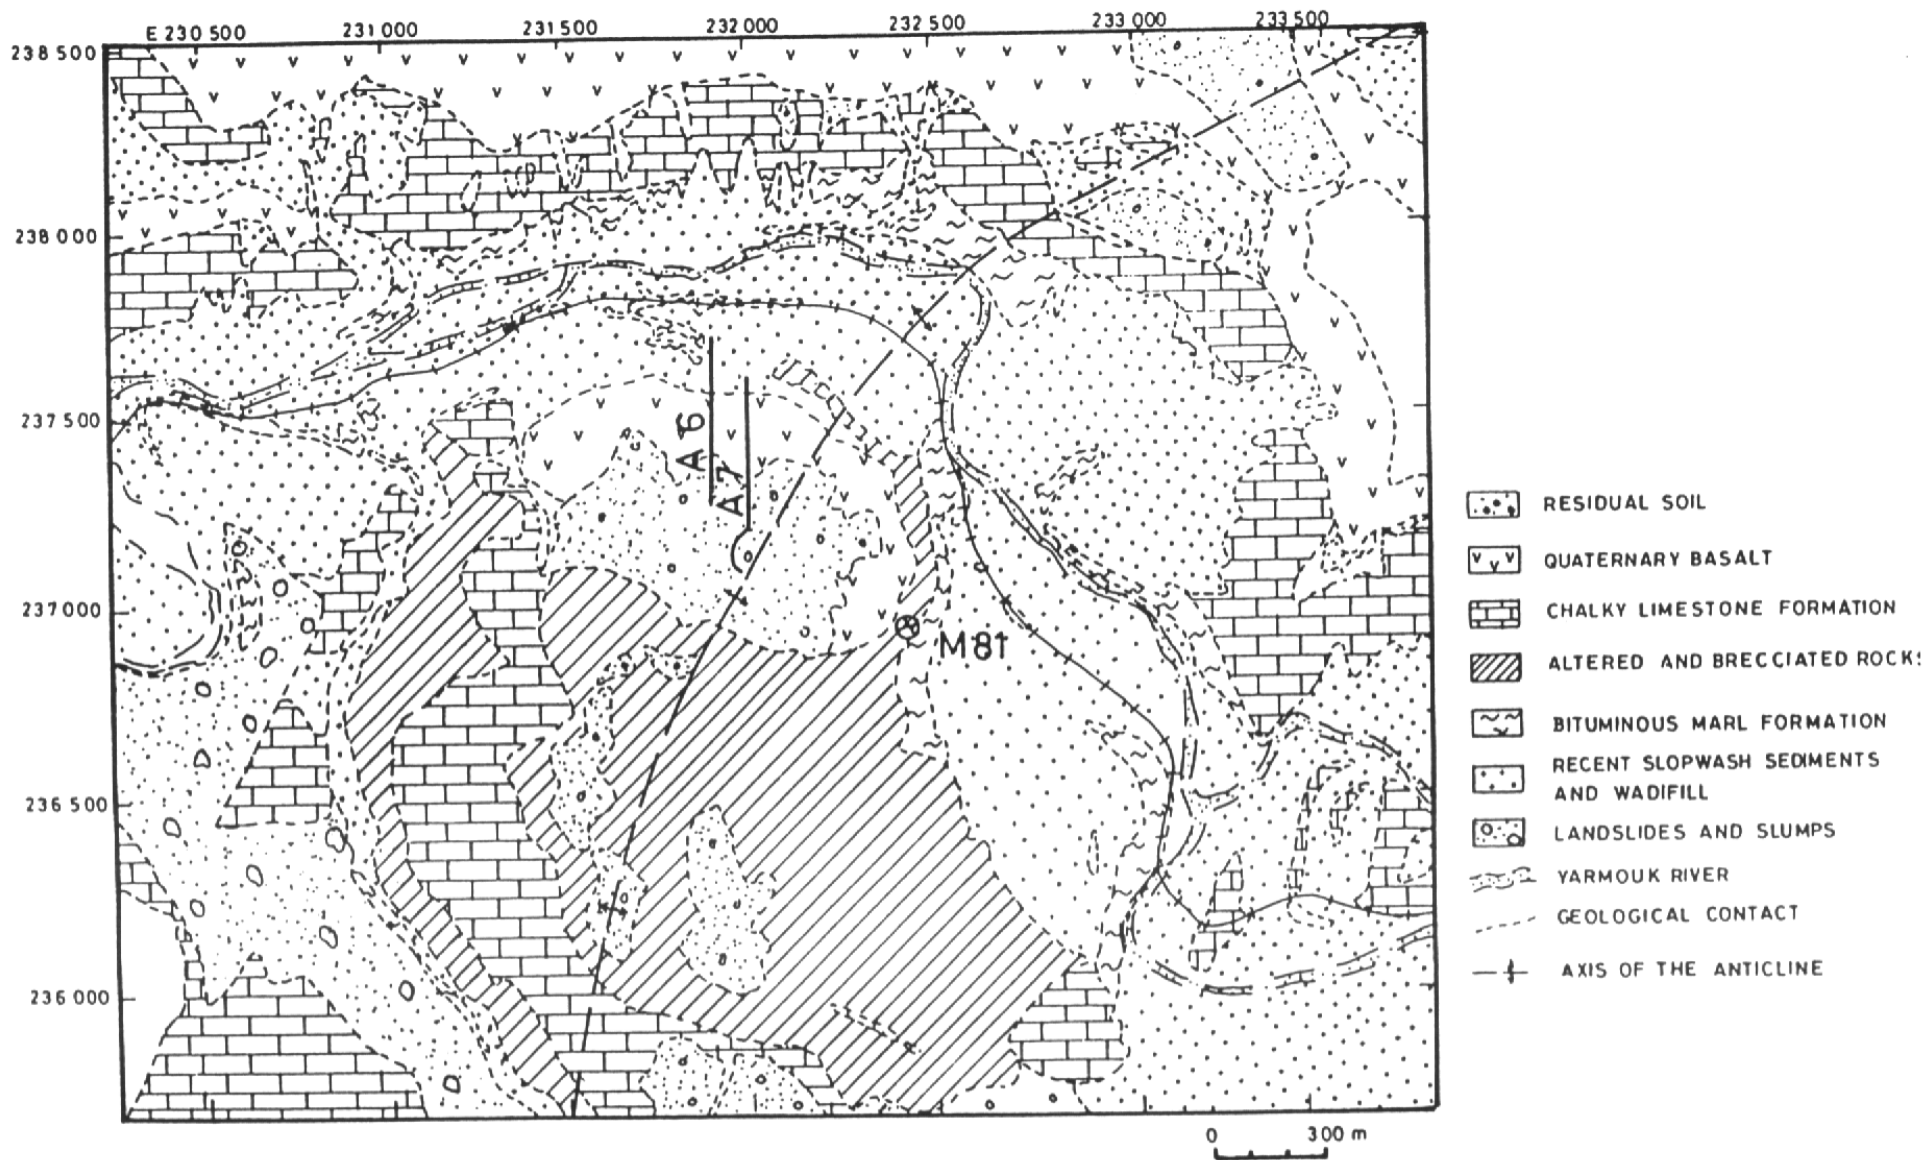 E 230 500 231 000 231 500 232 000 232 500 233 000 233 500
238 500
238 000
237 500
237 000
236 500
236 000
A6
A7
M81
RESIDUAL SOIL
QUATERNARY BASALT
CHALKY LIMESTONE FORMATION
ALTERED AND BRECCIATED ROCKS
BITUMINOUS MARL FORMATION
RECENT SLOPWASH SEDIMENTS
AND WADIFILL
LANDSLIDES AND SLUMPS
YARMOUK RIVER
GEOLOGICAL CONTACT
AXIS OF THE ANTICLINE
0 300 m